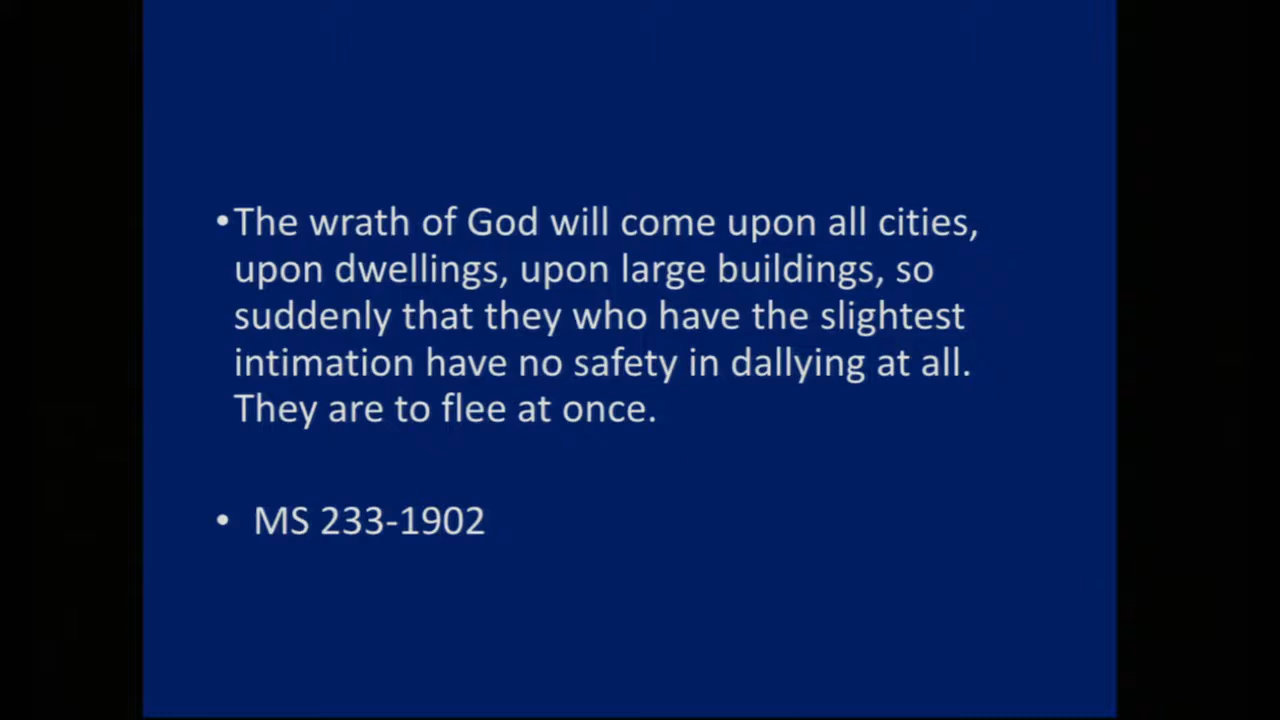 •The wrath of God will come upon all cities,
upon dwellings, upon large buildings, so
suddenly that they who have the slightest
intimation have no safety in dallying at all.
They are to flee at once.
• MS 233-1902